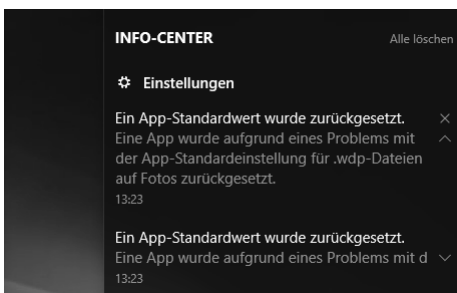 INFO-CENTER
Alle löschen
Einstellungen
Ein App-Standardwert wurde zurückgesetzt.
Eine App wurde aufgrund eines Problems mit
der App-Standardeinstellung für .wdp-Dateien
auf Fotos zurückgesetzt.
13:23
Ein App-Standardwert wurde zurückgesetzt.
Eine App wurde aufgrund eines Problems mit d
13:23